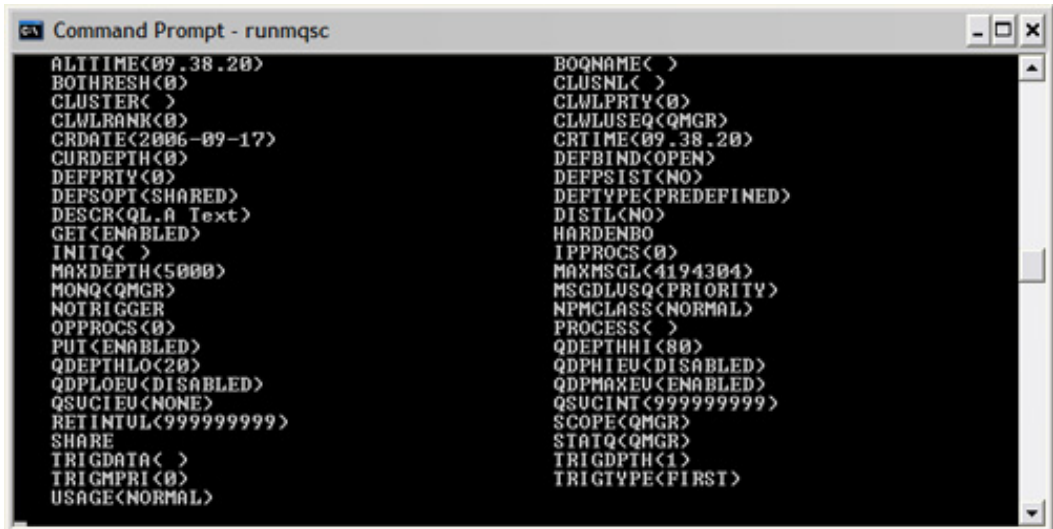 Command Prompt - runmqsc
ALTTIME(09.38.20) BOQNAME( )
BOTHRESH(0) CLUSNL( )
CLUSTER( ) CLWLPRTY(0)
CLWLRANK(0) CLWLUSEQ(QMGR)
CRDATE(2006-09-17) CRTIME(09.38.20)
CURDEPTH(0) DEFBIND(OPEN)
DEFPRTY(0) DEFPSIST(NO)
DEFSOPT(SHARED) DEFTYPE(PREDEFINED)
DESCR(QL.A Text) DISTL(NO)
GET(ENABLED) HARDENBO
INITQ( ) IPPROCS(0)
MAXDEPTH(5000) MAXMSGL(4194304)
MONQ(QMGR) MSGDLVSQ(PRIORITY)
NOTRIGGER NPMCLASS(NORMAL)
OPPROCS(0) PROCESS( )
PUT(ENABLED) QDEPTHHI(80)
QDEPTHLO(20) QDPHIEV(DISABLED)
QDPLOEV(DISABLED) QDPMAXEV(ENABLED)
QSVCIEV(NONE) QSVCINT(999999999)
RETINTVL(999999999) SCOPE(QMGR)
SHARE STATQ(QMGR)
TRIGDATA( ) TRIGDPTH(1)
TRIGMPRI(0) TRIGTYPE(FIRST)
USAGE(NORMAL)